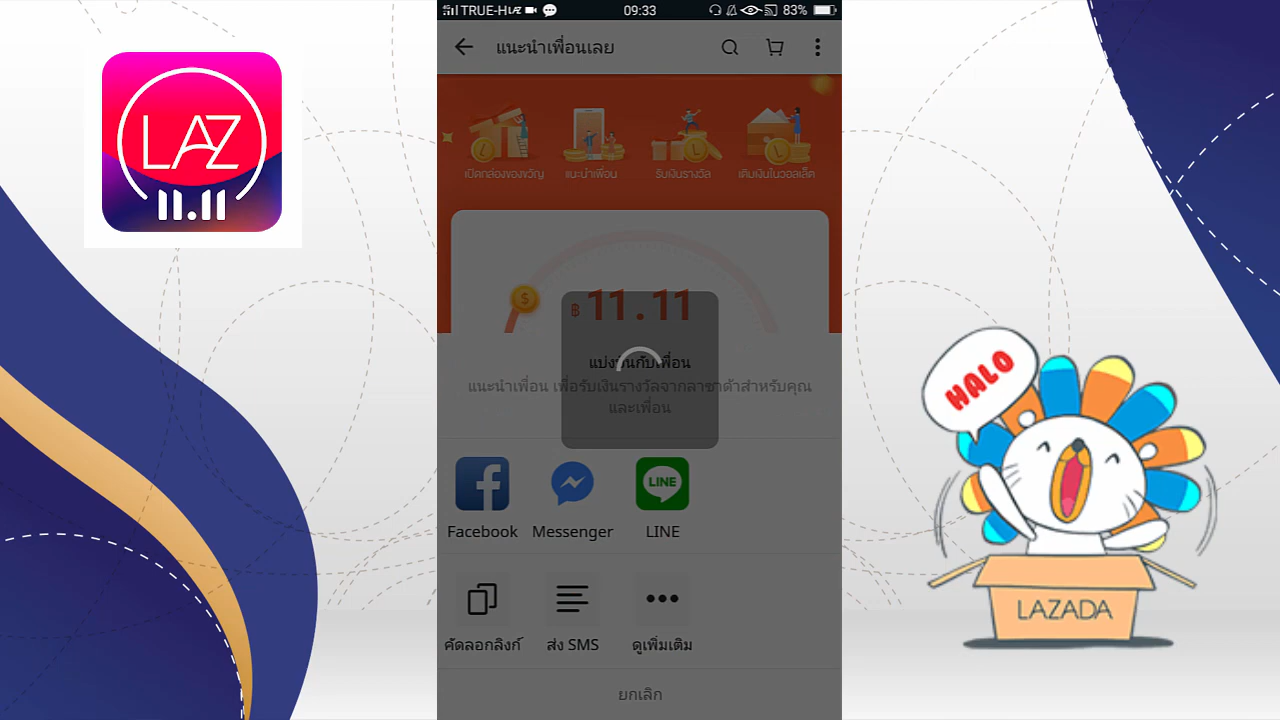 LAZ
11.11
TRUE-H
09:33
83%
แนะนำเพื่อนเลย
เปิดกล่องของขวัญ
แนะนำเพื่อน
รับเงินรางวัล
เติมเงินในวอลเล็ต
฿ 11.11
แบ่งปันกับเพื่อน
แนะนำเพื่อน เพื่อรับเงินรางวัลจากลาซาด้าสำหรับคุณ
และเพื่อน
Facebook
Messenger
LINE
คัดลอกลิงก์
ส่ง SMS
ดูเพิ่มเติม
ยกเลิก
HALO
LAZADA